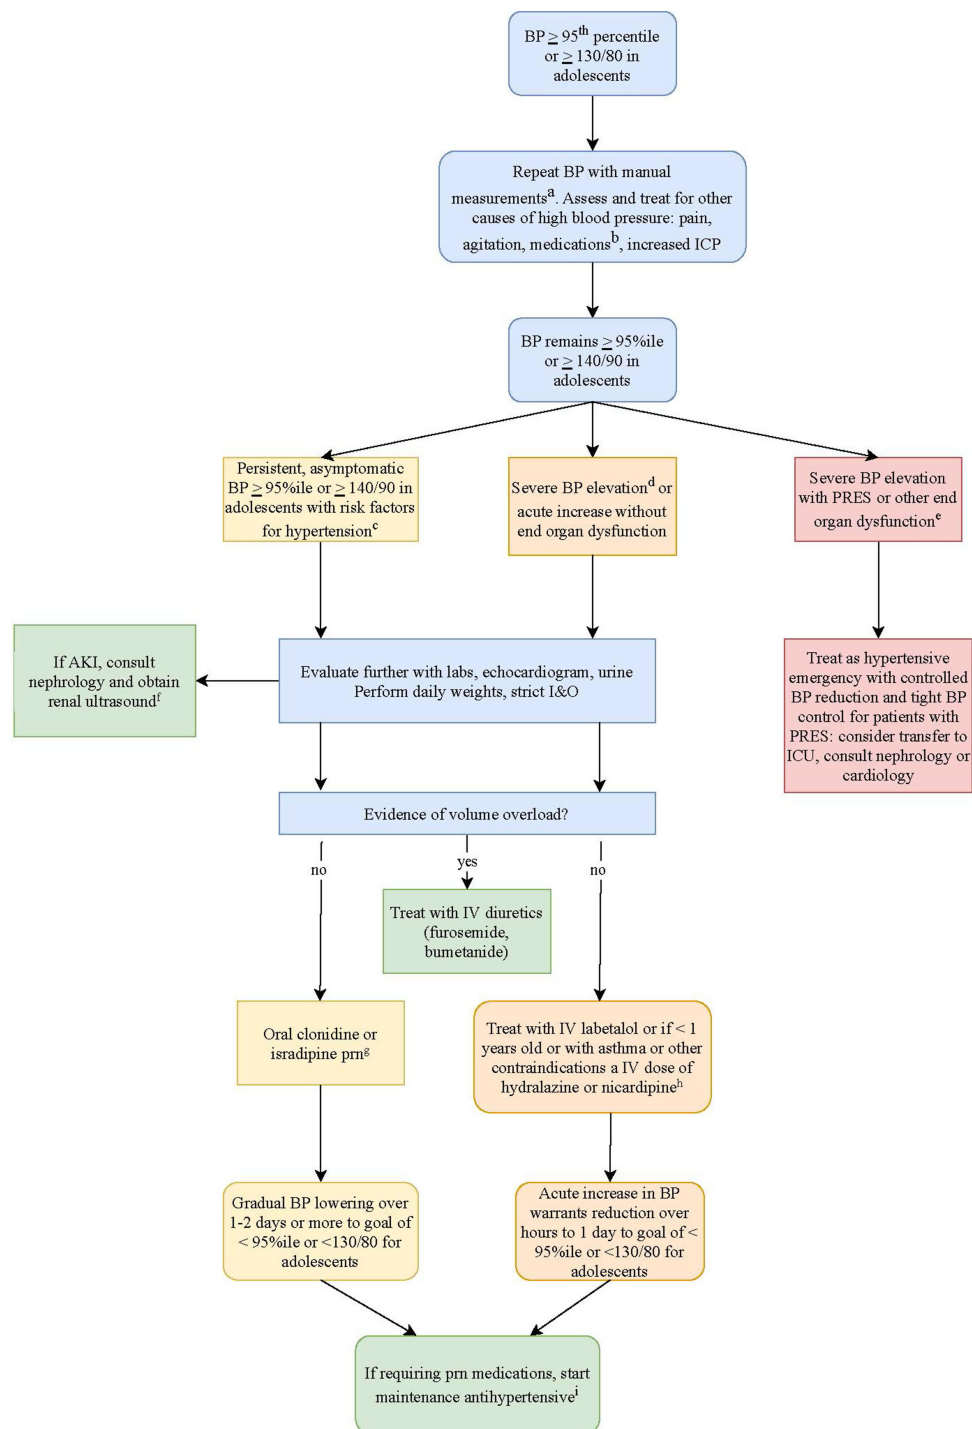 BP ≥ 95th percentile
or ≥ 130/80 in
adolescents
Repeat BP with manual
measurementsa. Assess and treat for other
causes of high blood pressure: pain,
agitation, medicationsb, increased ICP
BP remains ≥ 95%ile
or ≥ 140/90 in
adolescents
Persistent, asymptomatic
BP ≥ 95%ile or ≥ 140/90 in
adolescents with risk factors
for hypertensionc
Severe BP elevationd or
acute increase without
end organ dysfunction
Severe BP elevation
with PRES or other end
organ dysfunctione
If AKI, consult
nephrology and obtain
renal ultrasoundf
Evaluate further with labs, echocardiogram, urine
Perform daily weights, strict I&O
Treat as hypertensive
emergency with controlled
BP reduction and tight BP
control for patients with
PRES: consider transfer to
ICU, consult nephrology or
cardiology
Evidence of volume overload?
no
yes
no
Treat with IV diuretics
(furosemide,
bumetanide)
Oral clonidine or
isradipine prng
Treat with IV labetalol or if < 1
years old or with asthma or other
contraindications a IV dose of
hydralazine or nicardipineh
Gradual BP lowering over
1-2 days or more to goal of
< 95%ile or <130/80 for
adolescents
Acute increase in BP
warrants reduction over
hours to 1 day to goal of <
95%ile or <130/80 for
adolescents
If requiring prn medications, start
maintenance antihypertensivei